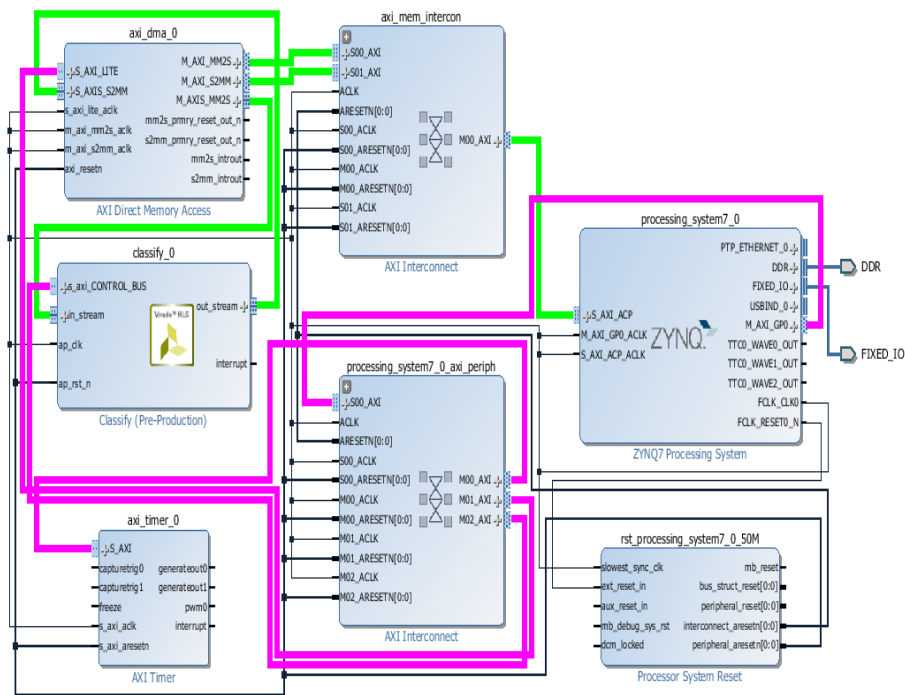 axi_dma_0
S_AXI_LITE
S_AXIS_S2MM
s_axi_lite_aclk
m_axi_mm2s_aclk
m_axi_s2mm_aclk
axi_resetn
M_AXI_MM2S
M_AXI_S2MM
M_AXIS_MM2S
mm2s_prmry_reset_out_n
s2mm_prmry_reset_out_n
mm2s_introut
s2mm_introut
AXI Direct Memory Access
axi_mem_intercon
S00_AXI
S01_AXI
ACLK
ARESETN[0:0]
S00_ACLK
S00_ARESETN[0:0]
M00_ACLK
M00_ARESETN[0:0]
S01_ACLK
S01_ARESETN[0:0]
M00_AXI
AXI Interconnect
classify_0
s_axi_CONTROL_BUS
in_stream
ap_clk
ap_rst_n
Vivado™ HLS
out_stream
interrupt
Classify (Pre-Production)
processing_system7_0
S_AXI_ACP
M_AXI_GP0_ACLK
S_AXI_ACP_ACLK
ZYNQ
PTP_ETHERNET_0
DDR
FIXED_IO
USBIND_0
M_AXI_GP0
TTC0_WAVE0_OUT
TTC0_WAVE1_OUT
TTC0_WAVE2_OUT
FCLK_CLK0
FCLK_RESET0_N
ZYNQ7 Processing System
DDR
FIXED_IO
processing_system7_0_axi_periph
S00_AXI
ACLK
ARESETN[0:0]
S00_ACLK
S00_ARESETN[0:0]
M00_ACLK
M00_ARESETN[0:0]
M01_ACLK
M01_ARESETN[0:0]
M02_ACLK
M02_ARESETN[0:0]
M00_AXI
M01_AXI
M02_AXI
AXI Interconnect
axi_timer_0
S_AXI
capturetrig0
capturetrig1
freeze
s_axi_aclk
s_axi_aresetn
generateout0
generateout1
pwm0
interrupt
AXI Timer
rst_processing_system7_0_50M
slowest_sync_clk
ext_reset_in
aux_reset_in
mb_debug_sys_rst
dcm_locked
mb_reset
bus_struct_reset[0:0]
peripheral_reset[0:0]
interconnect_aresetn[0:0]
peripheral_aresetn[0:0]
Processor System Reset